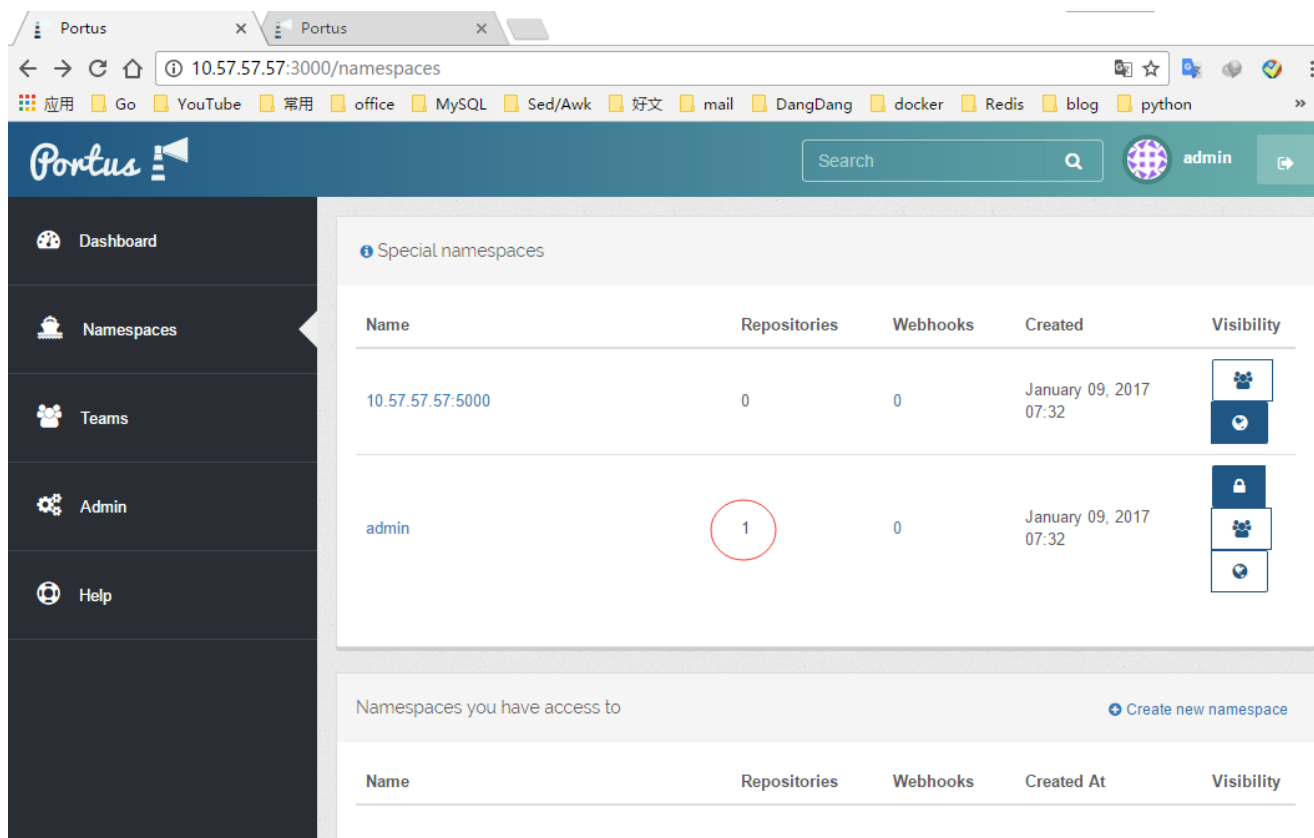 Portus Portus
10.57.57.57:3000/namespaces
应用 Go YouTube 常用 office MySQL Sed/Awk 好文 mail DangDang docker Redis blog python »
Portus Search admin
Dashboard
Namespaces
Teams
Admin
Help
Special namespaces
Name Repositories Webhooks Created Visibility
10.57.57.57:5000 0 0 January 09, 2017
07:32
admin 1 0 January 09, 2017
07:32
Namespaces you have access to Create new namespace
Name Repositories Webhooks Created At Visibility